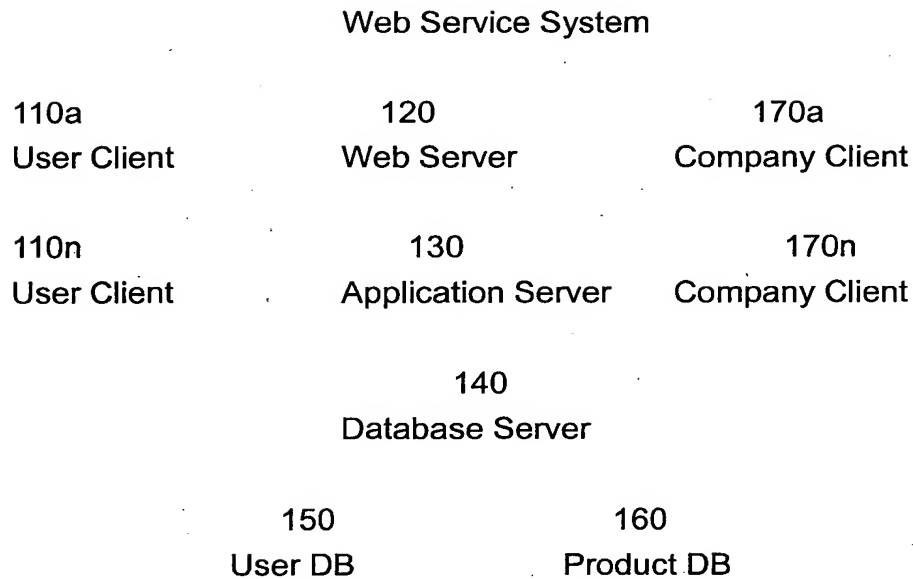 Web Service System
110a 120 170a
User Client Web Server Company Client
110n 130 170n
User Client Application Server Company Client
140
Database Server
150 160
User DB Product DB